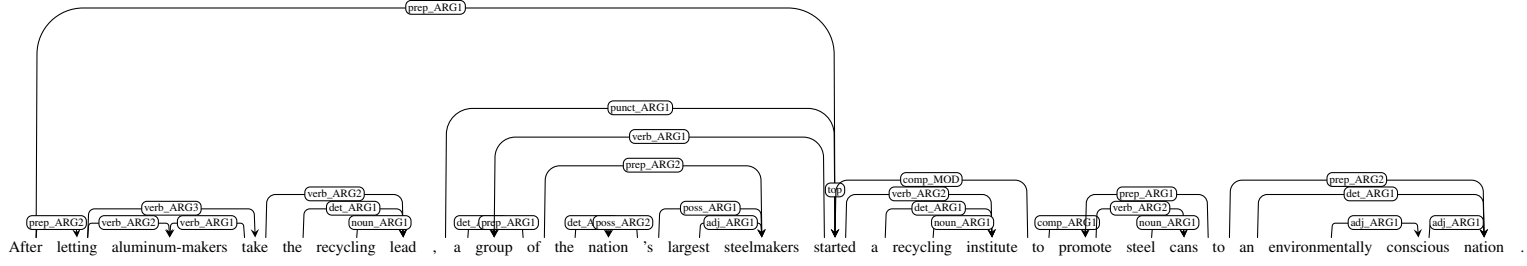 prep_ARG1
punct_ARG1
verb_ARG1
prep_ARG2
top comp_MOD prep_ARG2
verb_ARG2 verb_ARG2 prep_ARG1 det_ARG1
verb_ARG3 det_ARG1 poss_ARG1 det_ARG1 verb_ARG2
prep_ARG2 verb_ARG2 verb_ARG1 noun_ARG1 prep_ARG1 poss_ARG2 adj_ARG1 noun_ARG1 comp_ARG1 noun_ARG1 adj_ARG1 adj_ARG1
After letting aluminum-makers take the recycling lead , a group of the nation 's largest steelmakers started a recycling institute to promote steel cans to an environmentally conscious nation .